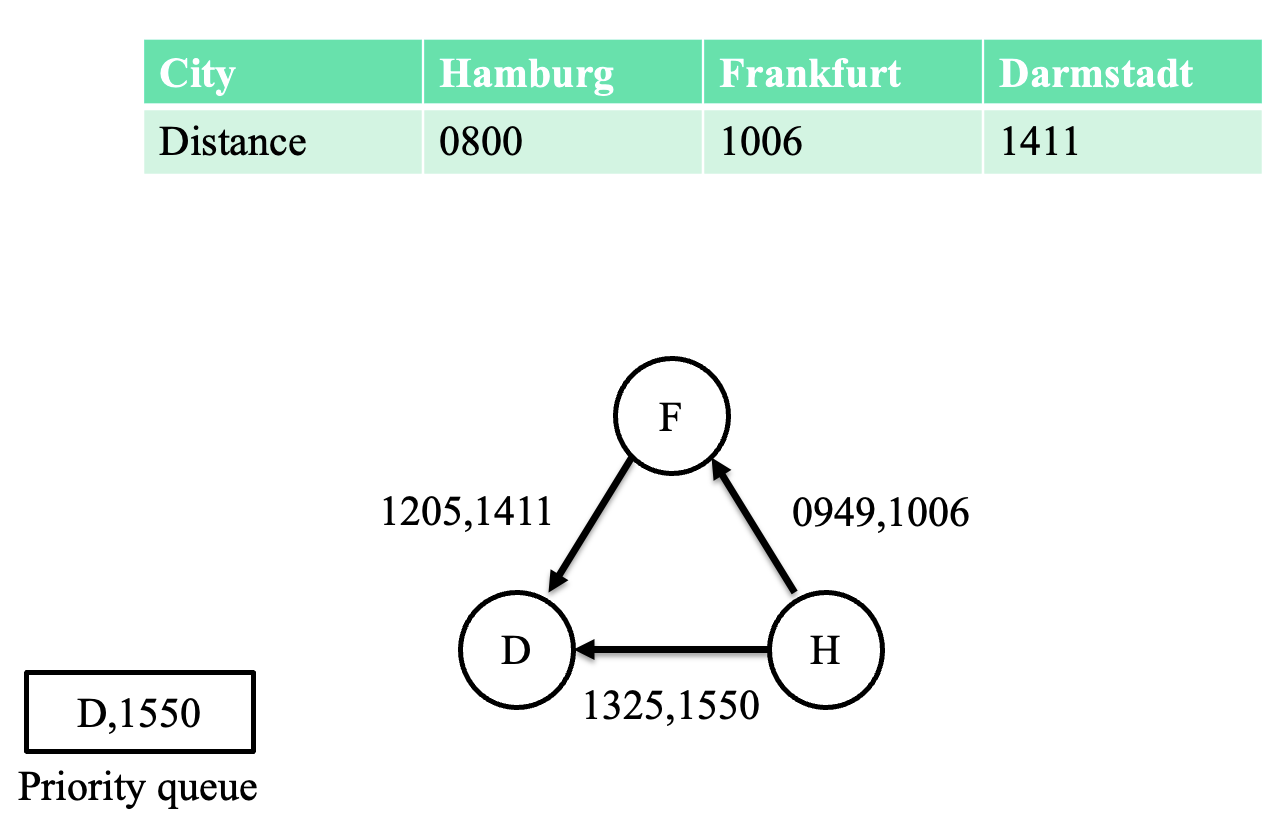 City Hamburg Frankfurt Darmstadt
Distance 0800 1006 1411
F
1205,1411 0949,1006
D H
1325,1550
D,1550
Priority queue